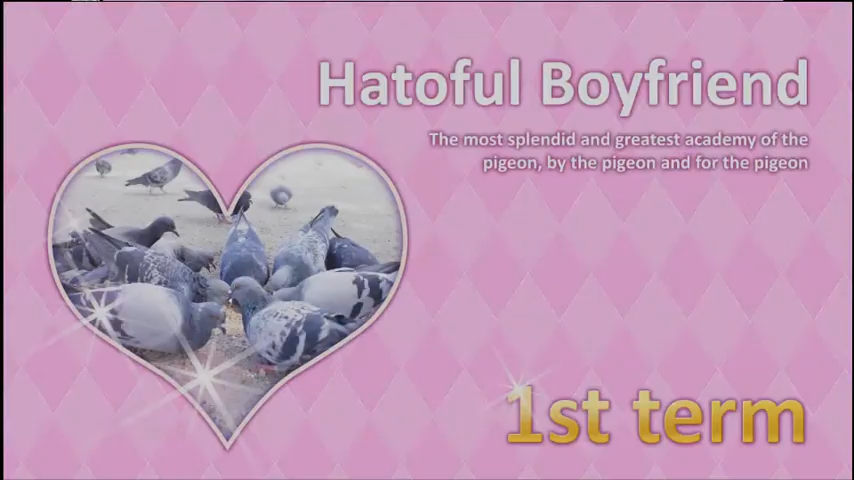 Hatoful Boyfriend
The most splendid and greatest academy of the
pigeon, by the pigeon and for the pigeon
1st term